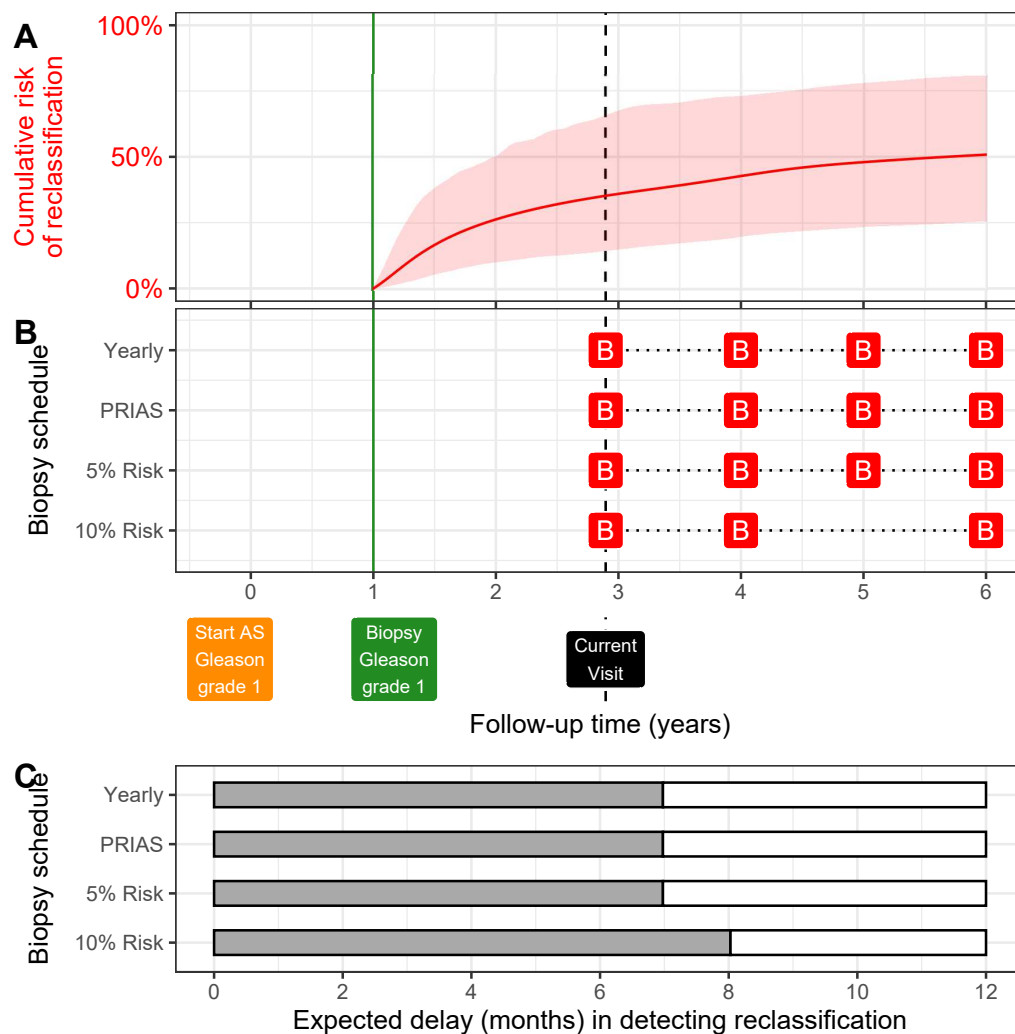 A
100%
50%
0%
Cumulative risk
of reclassification
B
Biopsy schedule
Yearly B B B B
PRIAS B B B B
5% Risk B B B B
10% Risk B B B
0 1 2 3 4 5 6
Start AS
Gleason
grade 1
Biopsy
Gleason
grade 1
Current
Visit
Follow-up time (years)
C
Biopsy schedule
Yearly
PRIAS
5% Risk
10% Risk
0 2 4 6 8 10 12
Expected delay (months) in detecting reclassification